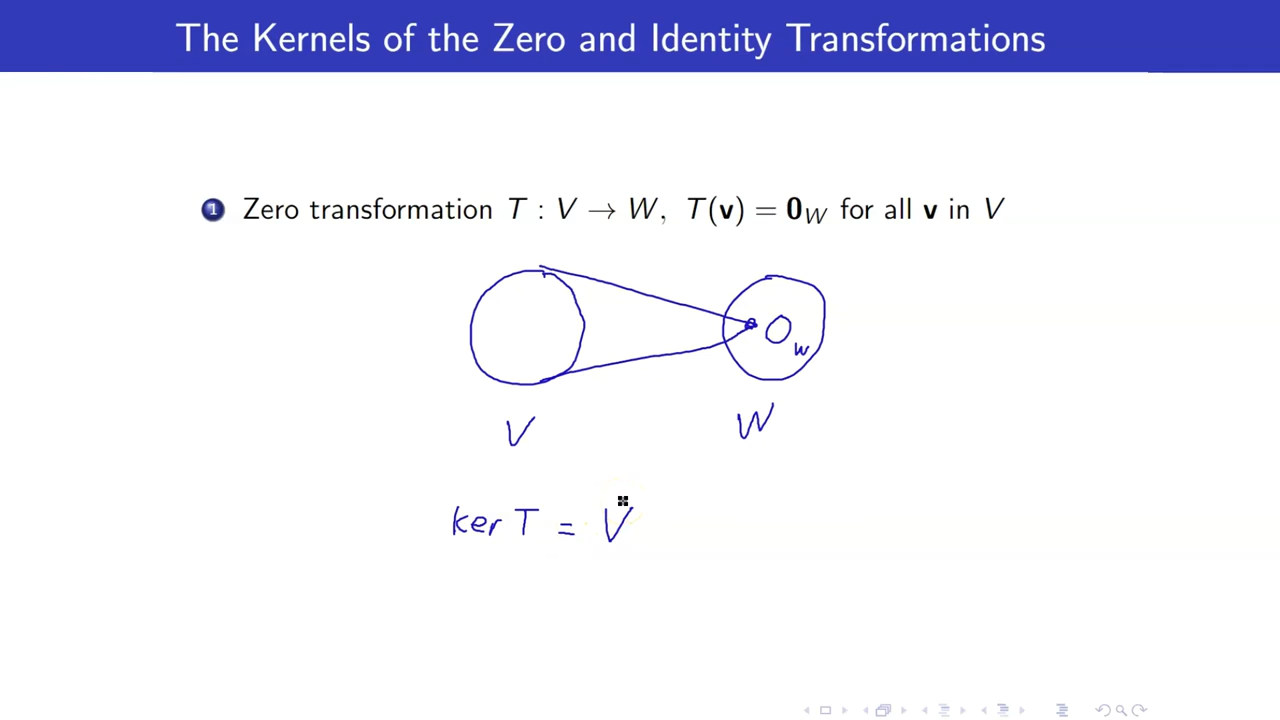 The Kernels of the Zero and Identity Transformations
1 Zero transformation T : V → W, T(v) = 0_W for all v in V
0_W
V W
ker T = V